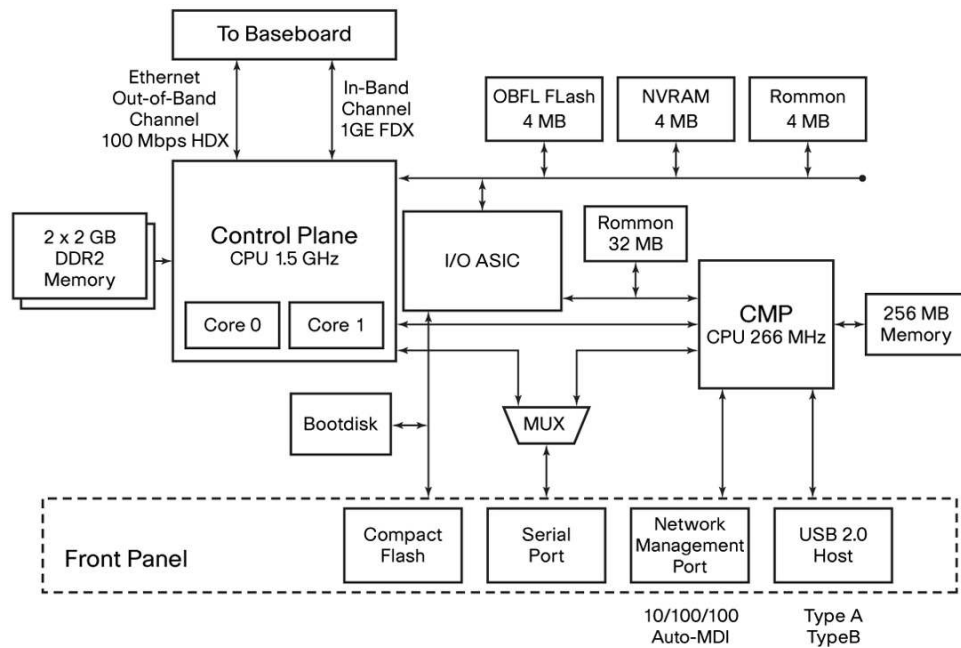 To Baseboard
Ethernet
Out-of-Band
Channel
100 Mbps HDX
In-Band
Channel
1GE FDX
OBFL FLash
4 MB
NVRAM
4 MB
Rommon
4 MB
2 x 2 GB
DDR2
Memory
Control Plane
CPU 1.5 GHz
Core 0
Core 1
I/O ASIC
Rommon
32 MB
CMP
CPU 266 MHz
256 MB
Memory
Bootdisk
MUX
Front Panel
Compact
Flash
Serial
Port
Network
Management
Port
USB 2.0
Host
10/100/100
Auto-MDI
Type A
TypeB